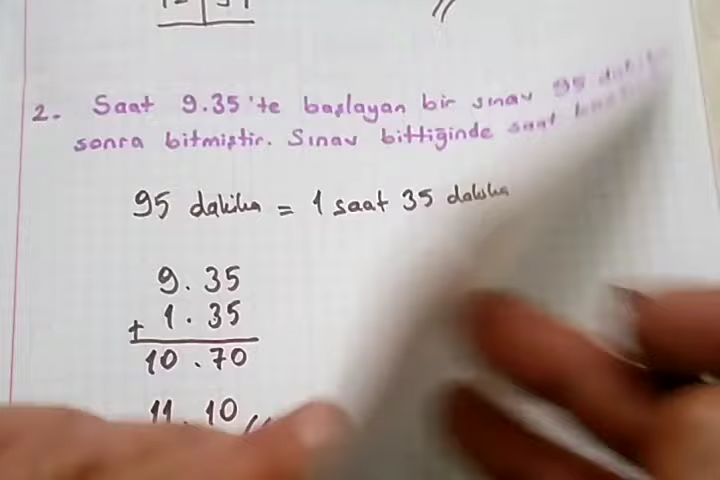 2. Saat 9.35'te başlayan bir sınav 95
sonra bitmiştir. Sınav bittiğinde saat
95 dakika = 1 saat 35 dakika
9.35
+ 1.35
10.70
11.10